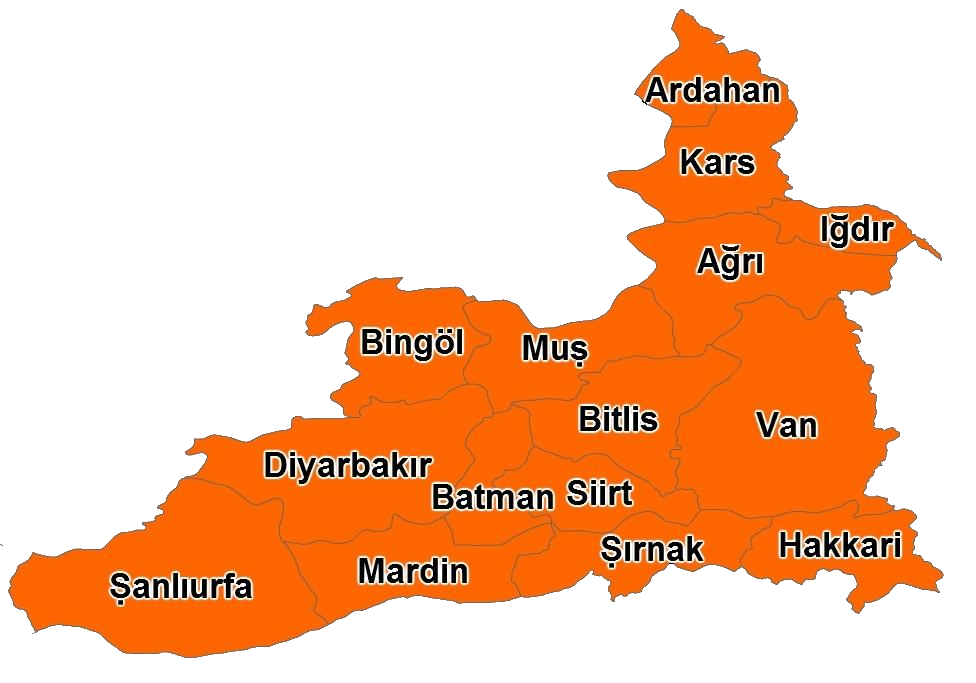 Ardahan
Kars
Iğdır
Ağrı
Bingöl
Muş
Bitlis
Van
Diyarbakır
Batman
Siirt
Şanlıurfa
Mardin
Şırnak
Hakkari